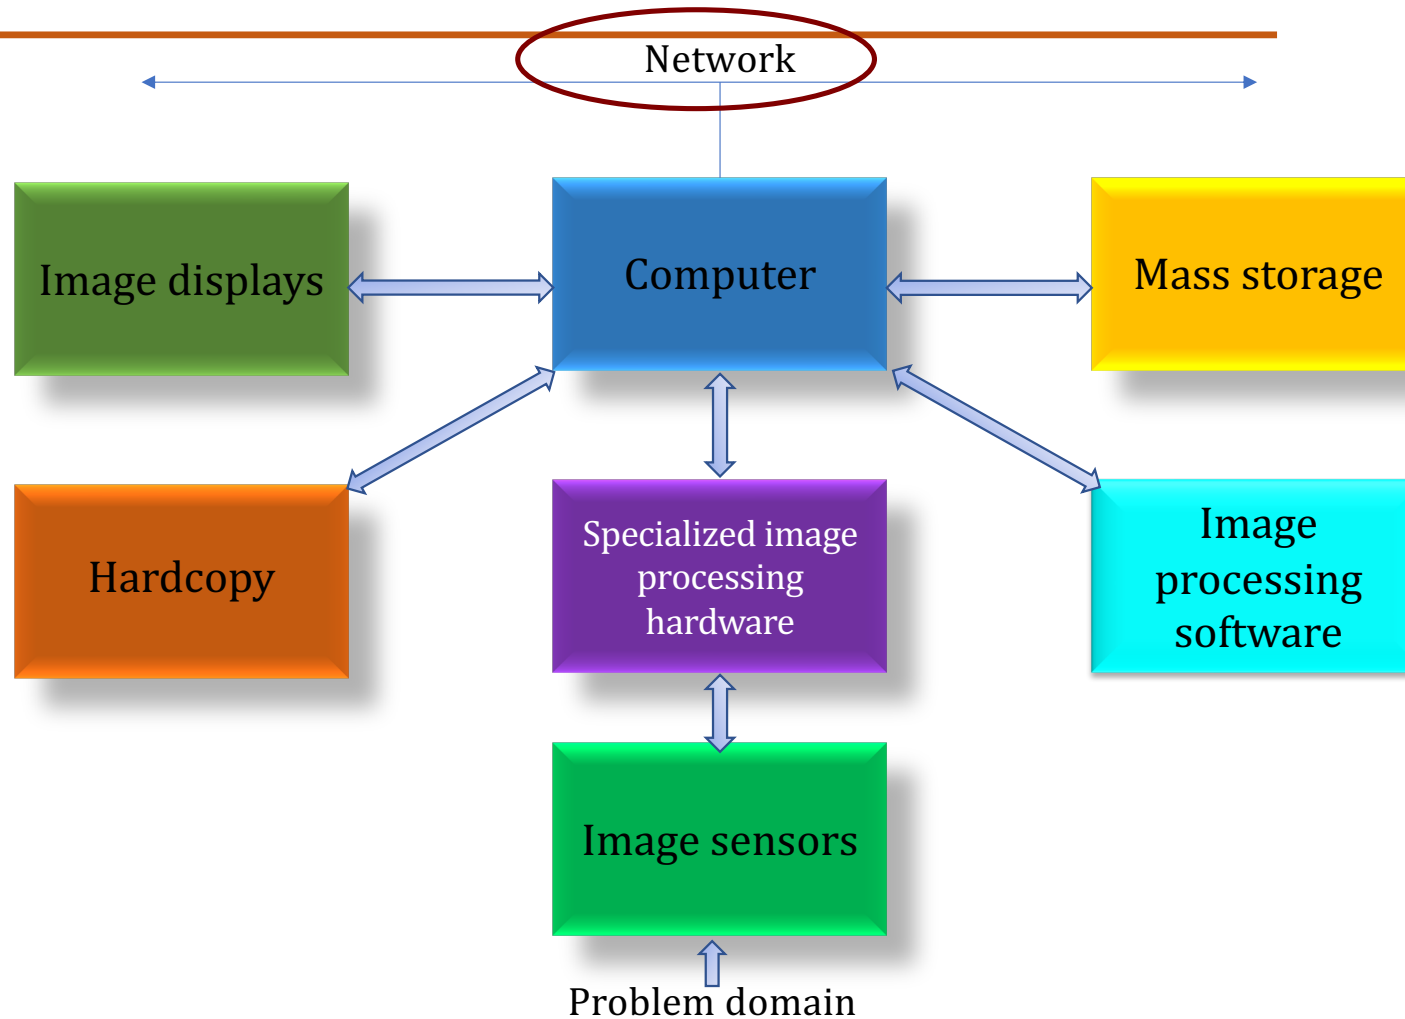 Network
Image displays
Computer
Mass storage
Hardcopy
Specialized image
processing
hardware
Image
processing
software
Image sensors
Problem domain